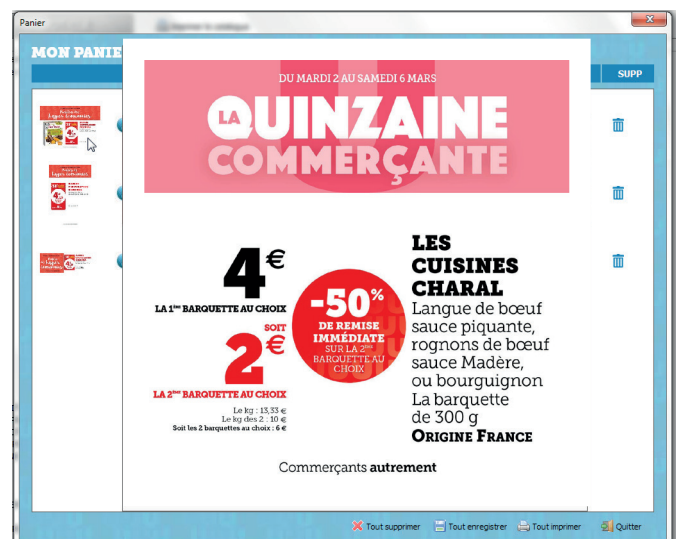 Panier
MON PANIE
SUPP
DU MARDI 2 AU SAMEDI 6 MARS
LA QUINZAINE
COMMERÇANTE
4€
LA 1ère BARQUETTE AU CHOIX
SOIT
2€
LA 2ème BARQUETTE AU CHOIX
Le kg : 13,33 €
Le kg des 2 : 10 €
Soit les 2 barquettes au choix : 6 €
-50%
DE REMISE
IMMÉDIATE
SUR LA 2ème
BARQUETTE AU
CHOIX
LES
CUISINES
CHARAL
Langue de bœuf
sauce piquante,
rognons de bœuf
sauce Madère,
ou bourguignon
La barquette
de 300 g
ORIGINE FRANCE
Commerçants autrement
Tout supprimer
Tout enregistrer
Tout imprimer
Quitter